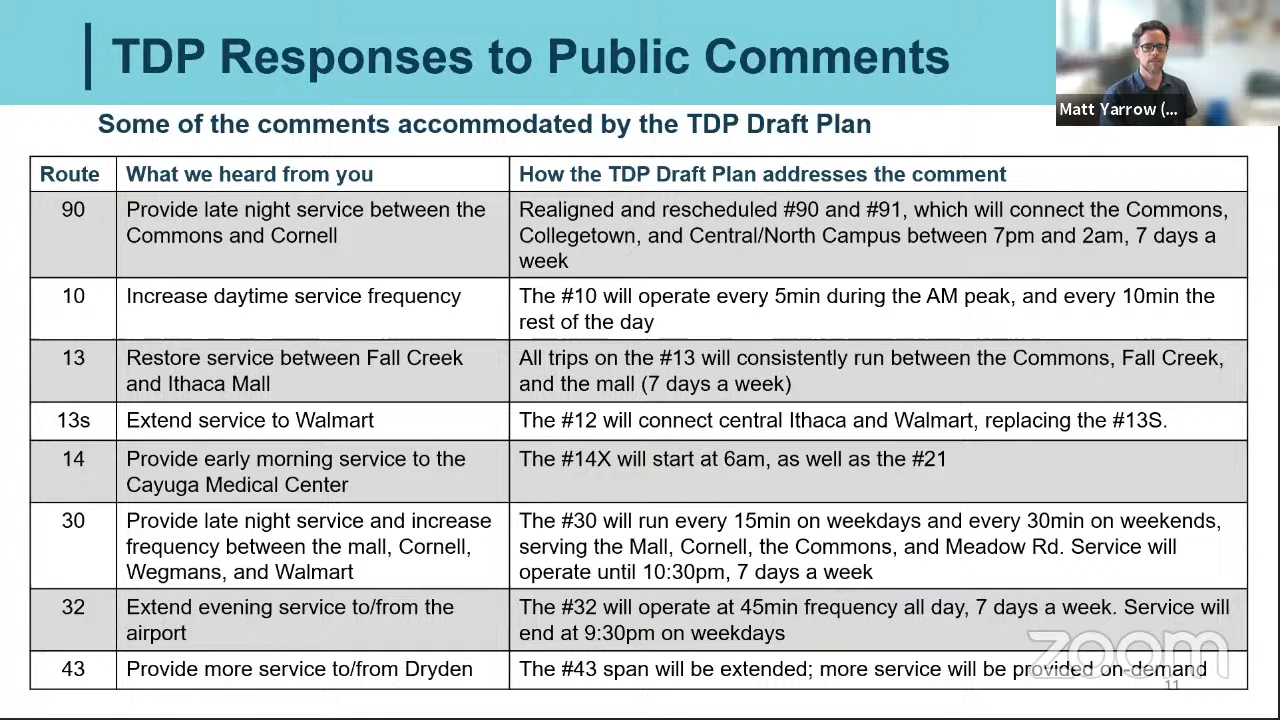 TDP Responses to Public Comments
Matt Yarrow (...
Some of the comments accommodated by the TDP Draft Plan
Route What we heard from you How the TDP Draft Plan addresses the comment
90 Provide late night service between the Realigned and rescheduled #90 and #91, which will connect the Commons,
Commons and Cornell Collegetown, and Central/North Campus between 7pm and 2am, 7 days a
week
10 Increase daytime service frequency The #10 will operate every 5min during the AM peak, and every 10min the
rest of the day
13 Restore service between Fall Creek All trips on the #13 will consistently run between the Commons, Fall Creek,
and Ithaca Mall and the mall (7 days a week)
13s Extend service to Walmart The #12 will connect central Ithaca and Walmart, replacing the #13S.
14 Provide early morning service to the The #14X will start at 6am, as well as the #21
Cayuga Medical Center
30 Provide late night service and increase The #30 will run every 15min on weekdays and every 30min on weekends,
frequency between the mall, Cornell, serving the Mall, Cornell, the Commons, and Meadow Rd. Service will
Wegmans, and Walmart operate until 10:30pm, 7 days a week
32 Extend evening service to/from the The #32 will operate at 45min frequency all day, 7 days a week. Service will
airport end at 9:30pm on weekdays
zoom
43 Provide more service to/from Dryden The #43 span will be extended; more service will be provided on-demand
11